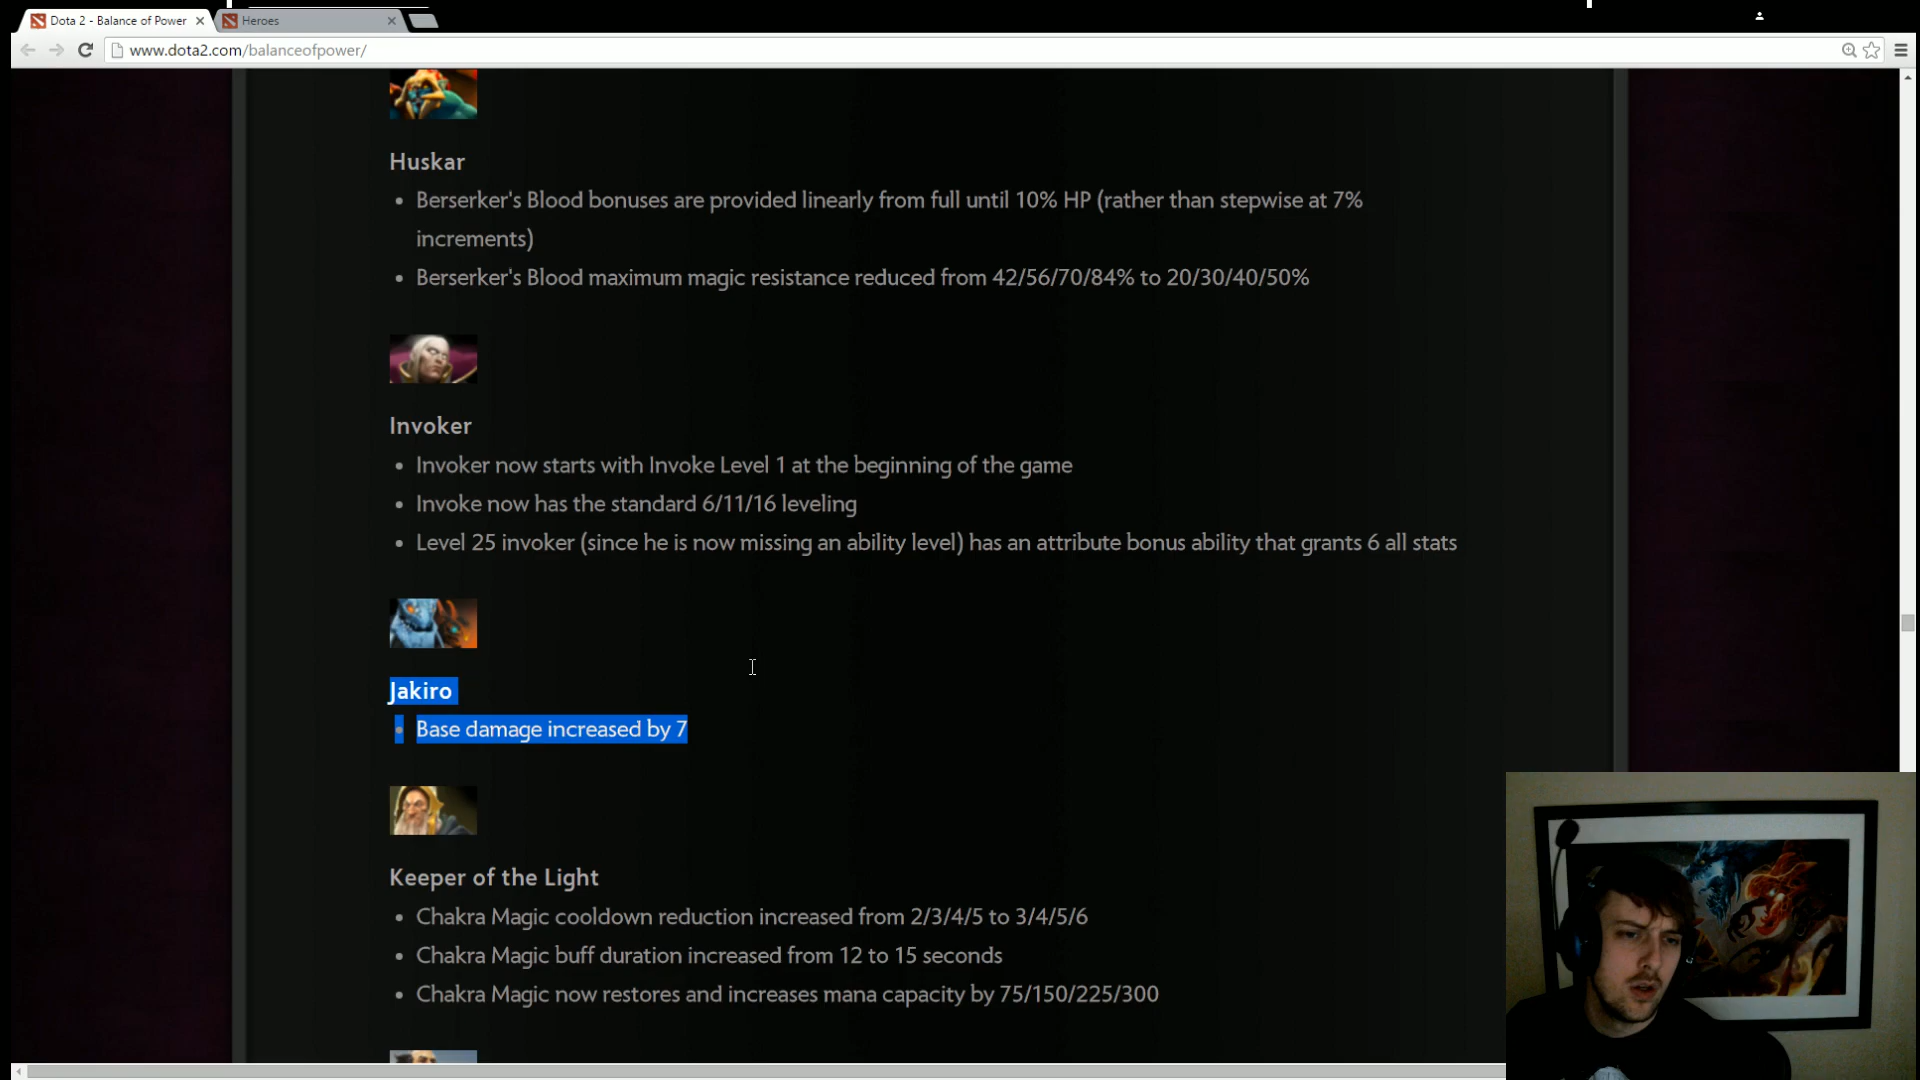 Dota 2 - Balance of Power
Heroes
www.dota2.com/balanceofpower/
Huskar
• Berserker's Blood bonuses are provided linearly from full until 10% HP (rather than stepwise at 7%
increments)
• Berserker's Blood maximum magic resistance reduced from 42/56/70/84% to 20/30/40/50%
Invoker
• Invoker now starts with Invoke Level 1 at the beginning of the game
• Invoke now has the standard 6/11/16 leveling
• Level 25 invoker (since he is now missing an ability level) has an attribute bonus ability that grants 6 all stats
Jakiro
• Base damage increased by 7
Keeper of the Light
• Chakra Magic cooldown reduction increased from 2/3/4/5 to 3/4/5/6
• Chakra Magic buff duration increased from 12 to 15 seconds
• Chakra Magic now restores and increases mana capacity by 75/150/225/300